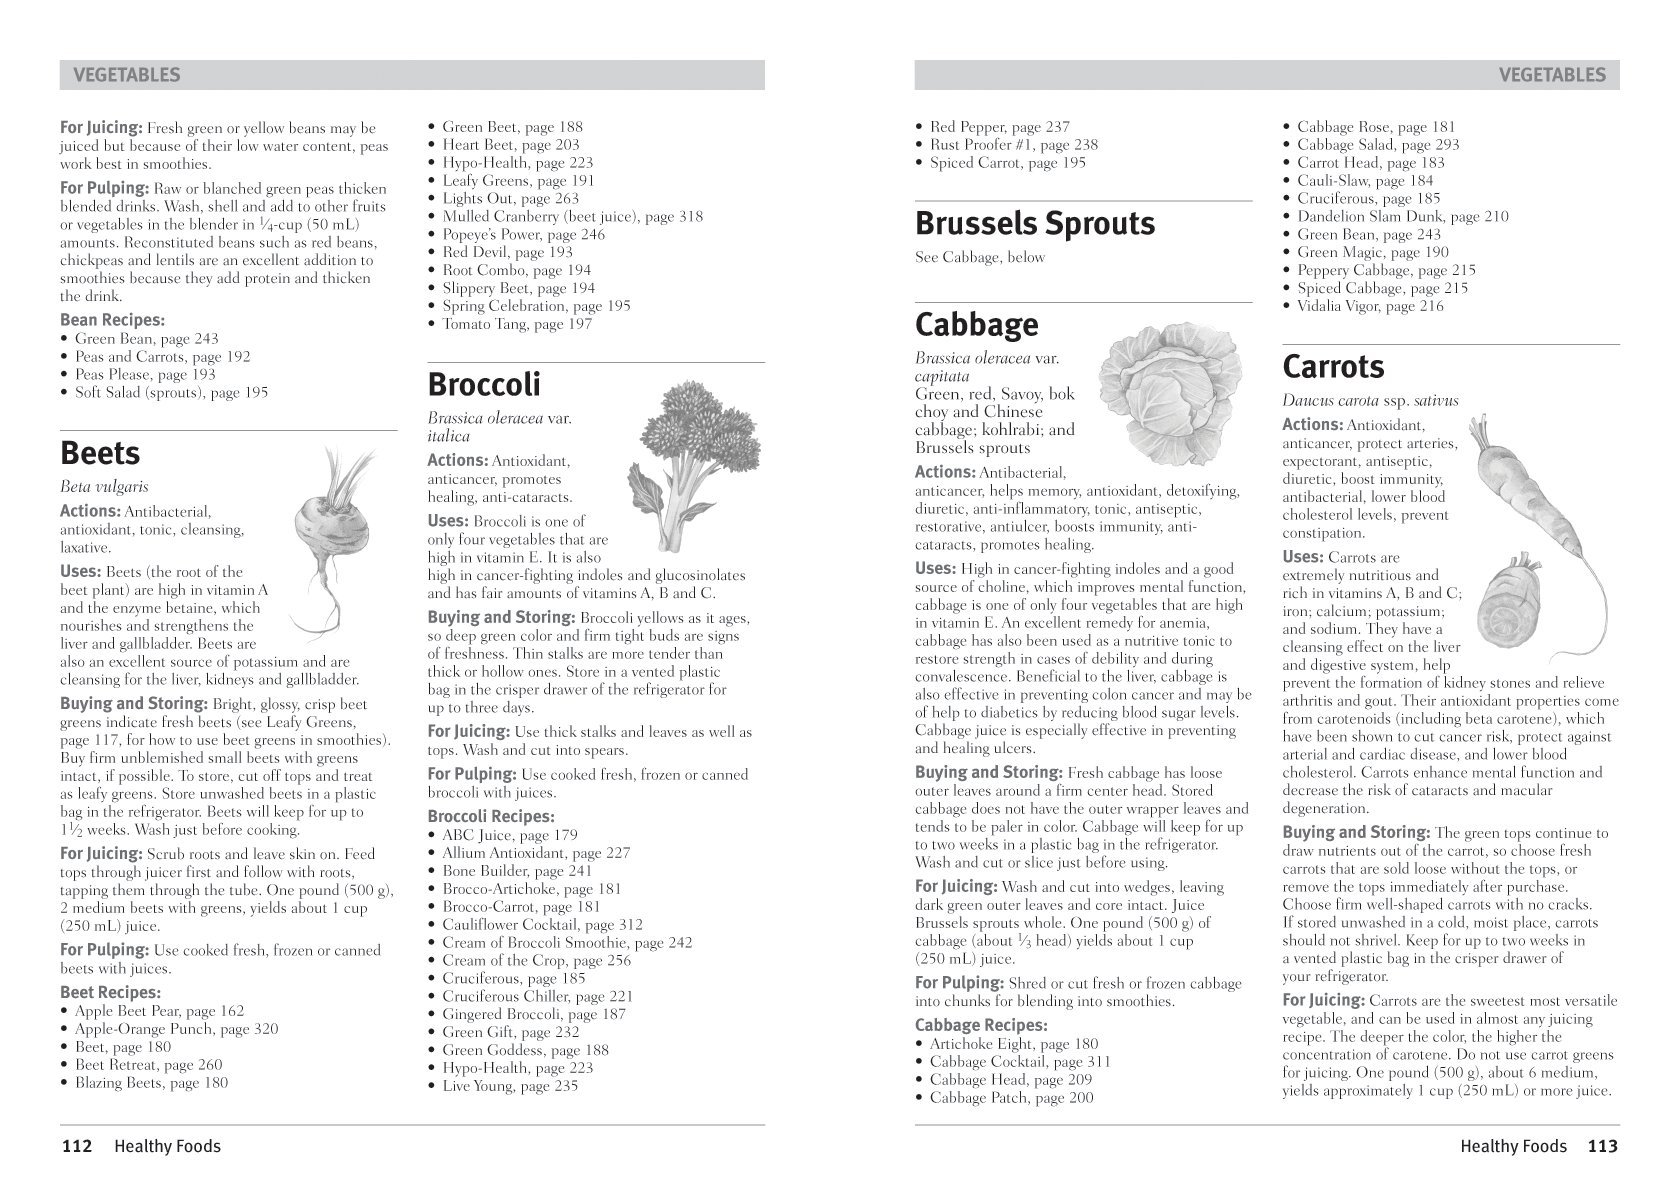 VEGETABLES
For Juicing: Fresh green or yellow beans may be
juiced but because of their low water content, peas
work best in smoothies.
For Pulping: Raw or blanched green peas thicken
blended drinks. Wash, shell and add to other fruits
or vegetables in the blender in 1⁄4-cup (50 mL)
amounts. Reconstituted beans such as red beans,
chickpeas and lentils are an excellent addition to
smoothies because they add protein and thicken
the drink.
Bean Recipes:
• Green Bean, page 243
• Peas and Carrots, page 192
• Peas Please, page 193
• Soft Salad (sprouts), page 195
Beets
Beta vulgaris
Actions: Antibacterial,
antioxidant, tonic, cleansing,
laxative.
Uses: Beets (the root of the
beet plant) are high in vitamin A
and the enzyme betaine, which
nourishes and strengthens the
liver and gallbladder. Beets are
also an excellent source of potassium and are
cleansing for the liver, kidneys and gallbladder.
Buying and Storing: Bright, glossy, crisp beet
greens indicate fresh beets (see Leafy Greens,
page 117, for how to use beet greens in smoothies).
Buy firm unblemished small beets with greens
intact, if possible. To store, cut off tops and treat
as leafy greens. Store unwashed beets in a plastic
bag in the refrigerator. Beets will keep for up to
1 1⁄2 weeks. Wash just before cooking.
For Juicing: Scrub roots and leave skin on. Feed
tops through juicer first and follow with roots,
tapping them through the tube. One pound (500 g),
2 medium beets with greens, yields about 1 cup
(250 mL) juice.
For Pulping: Use cooked fresh, frozen or canned
beets with juices.
Beet Recipes:
• Apple Beet Pear, page 162
• Apple-Orange Punch, page 320
• Beet, page 180
• Beet Retreat, page 260
• Blazing Beets, page 180
• Green Beet, page 188
• Heart Beet, page 203
• Hypo-Health, page 223
• Leafy Greens, page 191
• Lights Out, page 263
• Mulled Cranberry (beet juice), page 318
• Popeye's Power, page 246
• Red Devil, page 193
• Root Combo, page 194
• Slippery Beet, page 194
• Spring Celebration, page 195
• Tomato Tang, page 197
Broccoli
Brassica oleracea var.
italica
Actions: Antioxidant,
anticancer, promotes
healing, anti-cataracts.
Uses: Broccoli is one of
only four vegetables that are
high in vitamin E. It is also
high in cancer-fighting indoles and glucosinolates
and has fair amounts of vitamins A, B and C.
Buying and Storing: Broccoli yellows as it ages,
so deep green color and firm tight buds are signs
of freshness. Thin stalks are more tender than
thick or hollow ones. Store in a vented plastic
bag in the crisper drawer of the refrigerator for
up to three days.
For Juicing: Use thick stalks and leaves as well as
tops. Wash and cut into spears.
For Pulping: Use cooked fresh, frozen or canned
broccoli with juices.
Broccoli Recipes:
• ABC Juice, page 179
• Allium Antioxidant, page 227
• Bone Builder, page 241
• Brocco-Artichoke, page 181
• Brocco-Carrot, page 181
• Cauliflower Cocktail, page 312
• Cream of Broccoli Smoothie, page 242
• Cream of the Crop, page 256
• Cruciferous, page 185
• Cruciferous Chiller, page 221
• Gingered Broccoli, page 187
• Green Gift, page 232
• Green Goddess, page 188
• Hypo-Health, page 223
• Live Young, page 235
112 Healthy Foods
VEGETABLES
• Red Pepper, page 237
• Rust Proofer #1, page 238
• Spiced Carrot, page 195
Brussels Sprouts
See Cabbage, below
Cabbage
Brassica oleracea var.
capitata
Green, red, Savoy, bok
choy and Chinese
cabbage; kohlrabi; and
Brussels sprouts
Actions: Antibacterial,
anticancer, helps memory, antioxidant, detoxifying,
diuretic, anti-inflammatory, tonic, antiseptic,
restorative, antiulcer, boosts immunity, anti-
cataracts, promotes healing.
Uses: High in cancer-fighting indoles and a good
source of choline, which improves mental function,
cabbage is one of only four vegetables that are high
in vitamin E. An excellent remedy for anemia,
cabbage has also been used as a nutritive tonic to
restore strength in cases of debility and during
convalescence. Beneficial to the liver, cabbage is
also effective in preventing colon cancer and may be
of help to diabetics by reducing blood sugar levels.
Cabbage juice is especially effective in preventing
and healing ulcers.
Buying and Storing: Fresh cabbage has loose
outer leaves around a firm center head. Stored
cabbage does not have the outer wrapper leaves and
tends to be paler in color. Cabbage will keep for up
to two weeks in a plastic bag in the refrigerator.
Wash and cut or slice just before using.
For Juicing: Wash and cut into wedges, leaving
dark green outer leaves and core intact. Juice
Brussels sprouts whole. One pound (500 g) of
cabbage (about 1⁄3 head) yields about 1 cup
(250 mL) juice.
For Pulping: Shred or cut fresh or frozen cabbage
into chunks for blending into smoothies.
Cabbage Recipes:
• Artichoke Eight, page 180
• Cabbage Cocktail, page 311
• Cabbage Head, page 209
• Cabbage Patch, page 200
• Cabbage Rose, page 181
• Cabbage Salad, page 293
• Carrot Head, page 183
• Cauli-Slaw, page 184
• Cruciferous, page 185
• Dandelion Slam Dunk, page 210
• Green Bean, page 243
• Green Magic, page 190
• Peppery Cabbage, page 215
• Spiced Cabbage, page 215
• Vidalia Vigor, page 216
Carrots
Daucus carota ssp. sativus
Actions: Antioxidant,
anticancer, protect arteries,
expectorant, antiseptic,
diuretic, boost immunity,
antibacterial, lower blood
cholesterol levels, prevent
constipation.
Uses: Carrots are
extremely nutritious and
rich in vitamins A, B and C;
iron; calcium; potassium;
and sodium. They have a
cleansing effect on the liver
and digestive system, help
prevent the formation of kidney stones and relieve
arthritis and gout. Their antioxidant properties come
from carotenoids (including beta carotene), which
have been shown to cut cancer risk, protect against
arterial and cardiac disease, and lower blood
cholesterol. Carrots enhance mental function and
decrease the risk of cataracts and macular
degeneration.
Buying and Storing: The green tops continue to
draw nutrients out of the carrot, so choose fresh
carrots that are sold loose without the tops, or
remove the tops immediately after purchase.
Choose firm well-shaped carrots with no cracks.
If stored unwashed in a cold, moist place, carrots
should not shrivel. Keep for up to two weeks in
a vented plastic bag in the crisper drawer of
your refrigerator.
For Juicing: Carrots are the sweetest most versatile
vegetable, and can be used in almost any juicing
recipe. The deeper the color, the higher the
concentration of carotene. Do not use carrot greens
for juicing. One pound (500 g), about 6 medium,
yields approximately 1 cup (250 mL) or more juice.
Healthy Foods 113